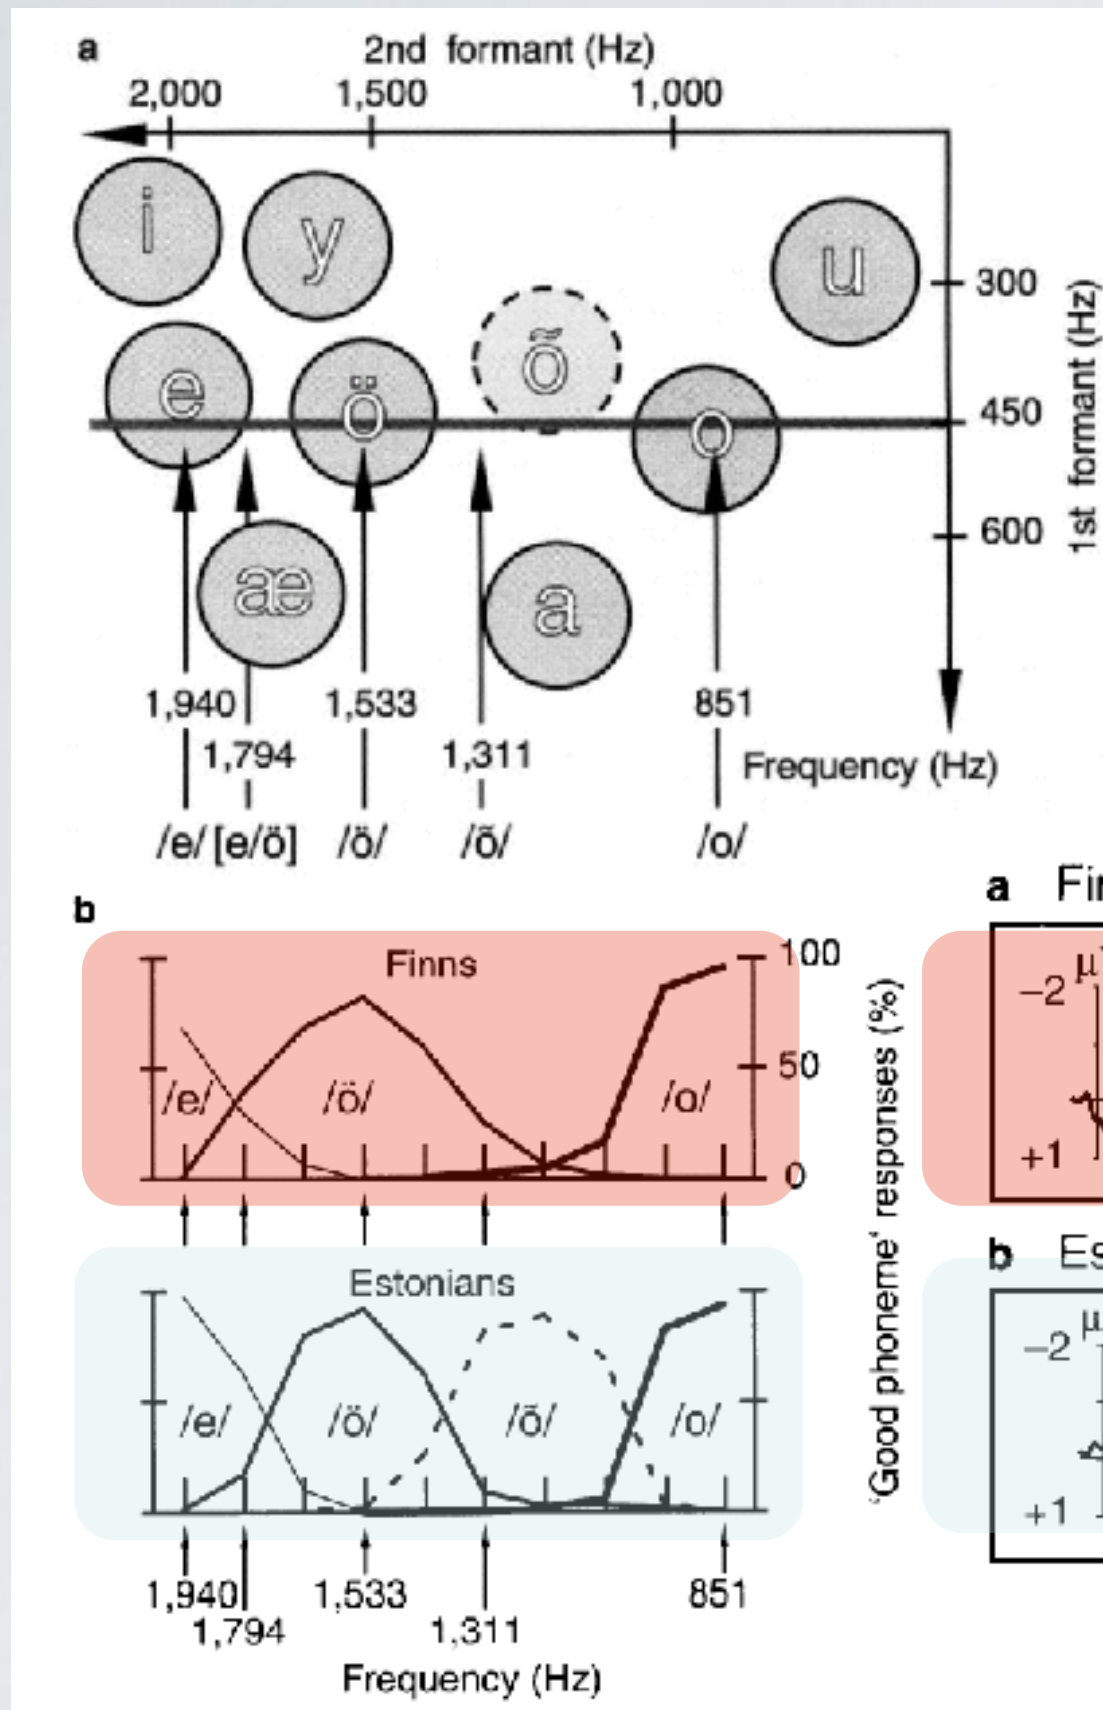 a
2nd formant (Hz)
2,000 1,500 1,000
i y u
300
e ö õ o
450
600
æ a
1st formant (Hz)
1,940 1,533 851
1,794 1,311
Frequency (Hz)
/e/ [e/ö] /ö/ /õ/ /o/
b
Finns
100
50
0
/e/ /ö/ /o/
Estonians
/e/ /ö/ /õ/ /o/
'Good phoneme' responses (%)
1,940 1,533 851
1,794 1,311
Frequency (Hz)
a Fin
μ
−2
+1
b Es
μ
−2
+1